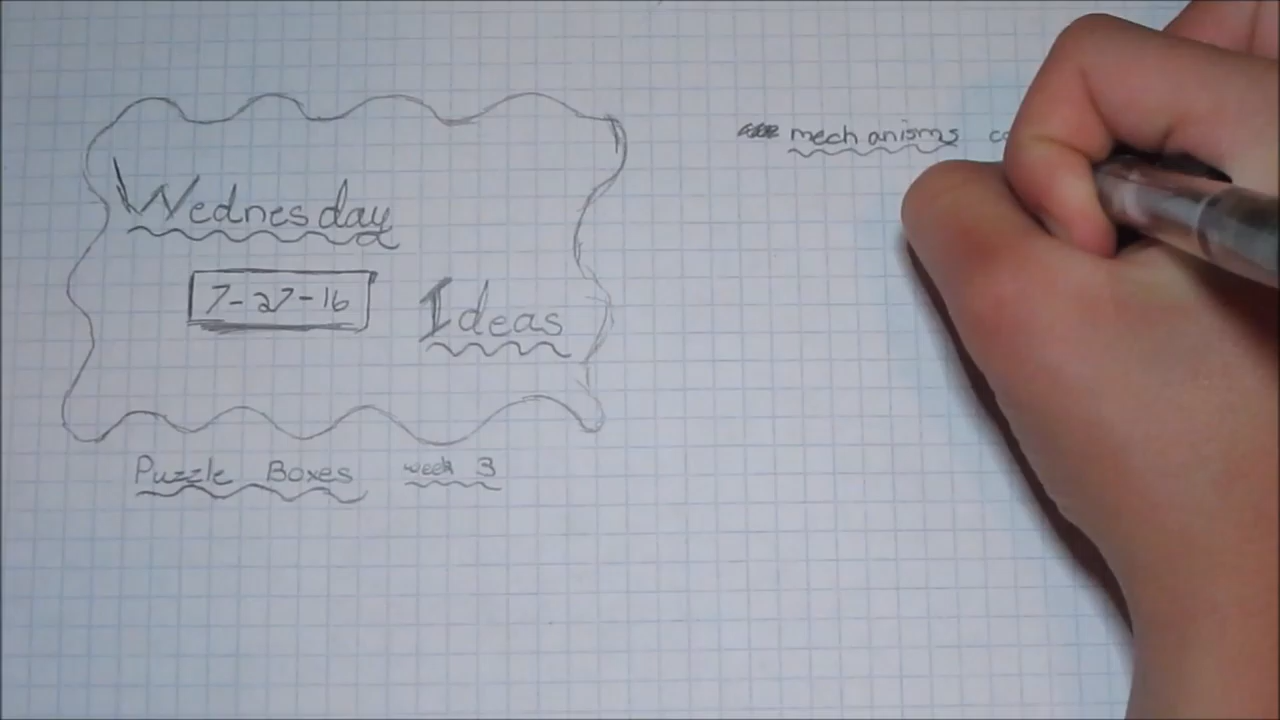 Wednesday
7-27-16
Ideas
Puzzle Boxes week 3
mechanisms